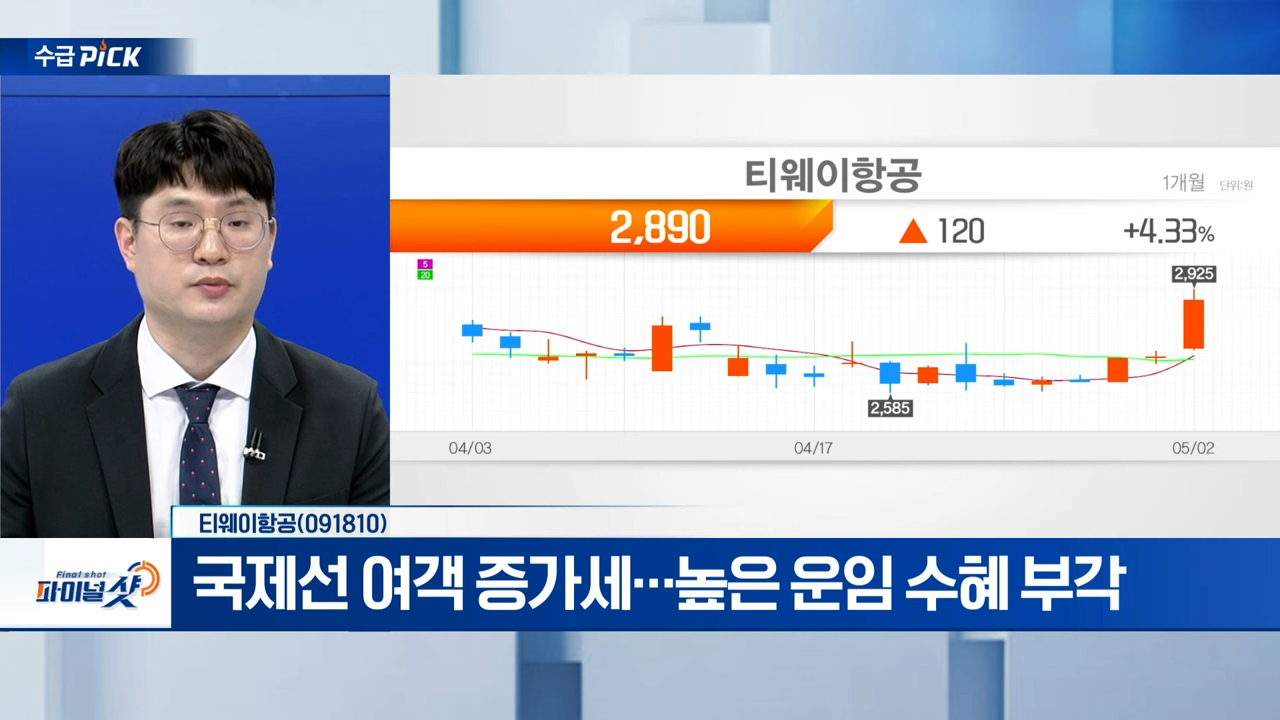 수급 PiCK
티웨이항공
1개월 단위:원
2,890 ▲ 120 +4.33%
5
20
2,925
2,585
04/03 04/17 05/02
티웨이항공(091810)
Final shot
파이널샷
국제선 여객 증가세…높은 운임 수혜 부각